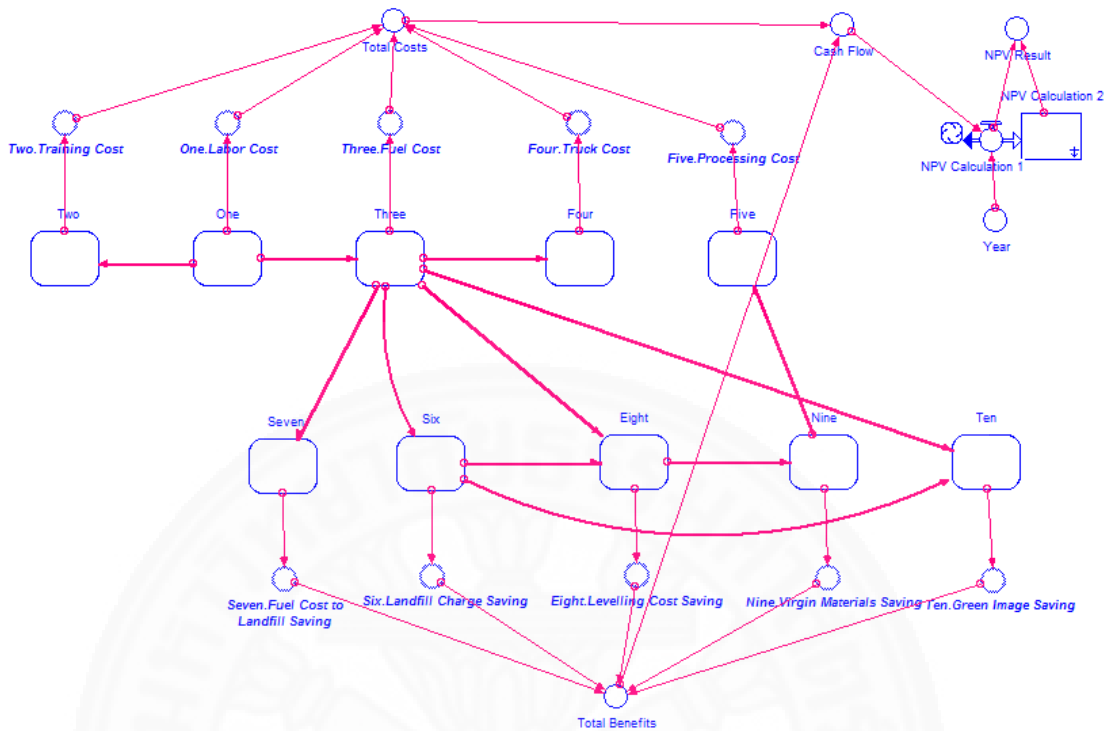 Total Costs
Cash Flow
NPV Result
NPV Calculation 2
Two.Training Cost
One.Labor Cost
Three.Fuel Cost
Four.Truck Cost
Five.Processing Cost
NPV Calculation 1
Two
One
Three
Four
Five
Year
Seven
Six
Eight
Nine
Ten
Seven.Fuel Cost to
Landfill Saving
Six.Landfill Charge Saving
Eight.Levelling Cost Saving
Nine.Virgin Materials Saving
Ten.Green Image Saving
Total Benefits